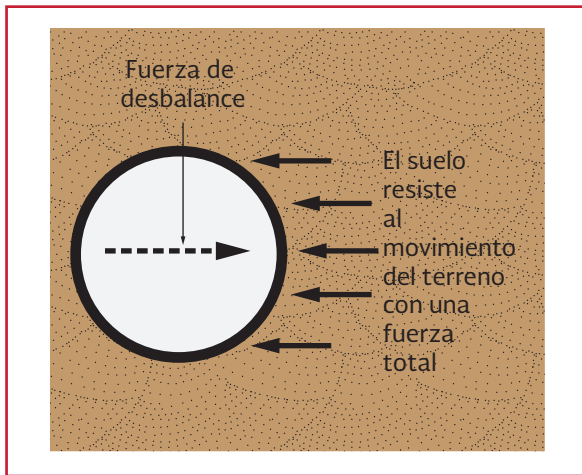 Fuerza de
desbalance
El suelo
resiste
al
movimiento
del terreno
con una
fuerza
total